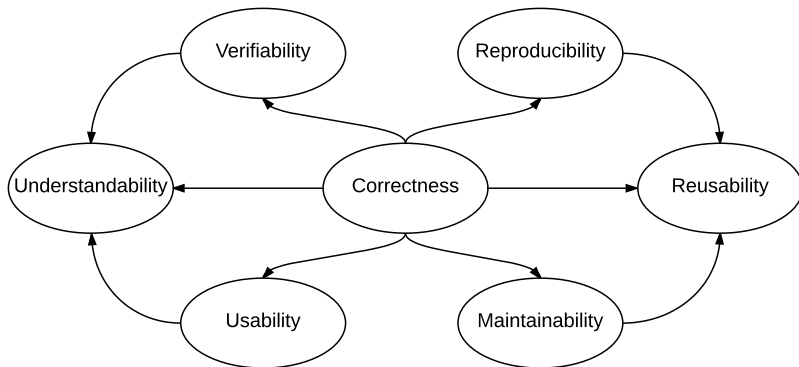 Verifiability
Reproducibility
Understandability
Correctness
Reusability
Usability
Maintainability